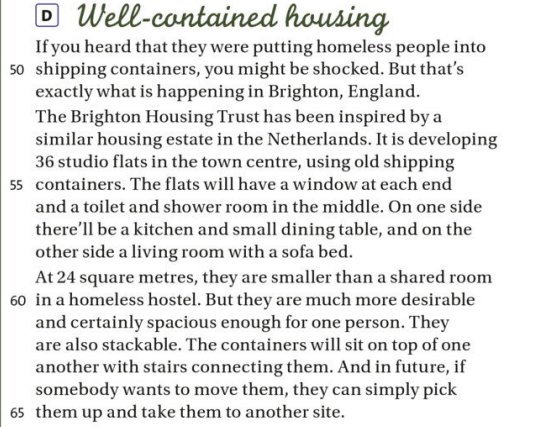 D Well-contained housing
If you heard that they were putting homeless people into
50 shipping containers, you might be shocked. But that's
exactly what is happening in Brighton, England.
The Brighton Housing Trust has been inspired by a
similar housing estate in the Netherlands. It is developing
36 studio flats in the town centre, using old shipping
55 containers. The flats will have a window at each end
and a toilet and shower room in the middle. On one side
there'll be a kitchen and small dining table, and on the
other side a living room with a sofa bed.
At 24 square metres, they are smaller than a shared room
60 in a homeless hostel. But they are much more desirable
and certainly spacious enough for one person. They
are also stackable. The containers will sit on top of one
another with stairs connecting them. And in future, if
somebody wants to move them, they can simply pick
65 them up and take them to another site.